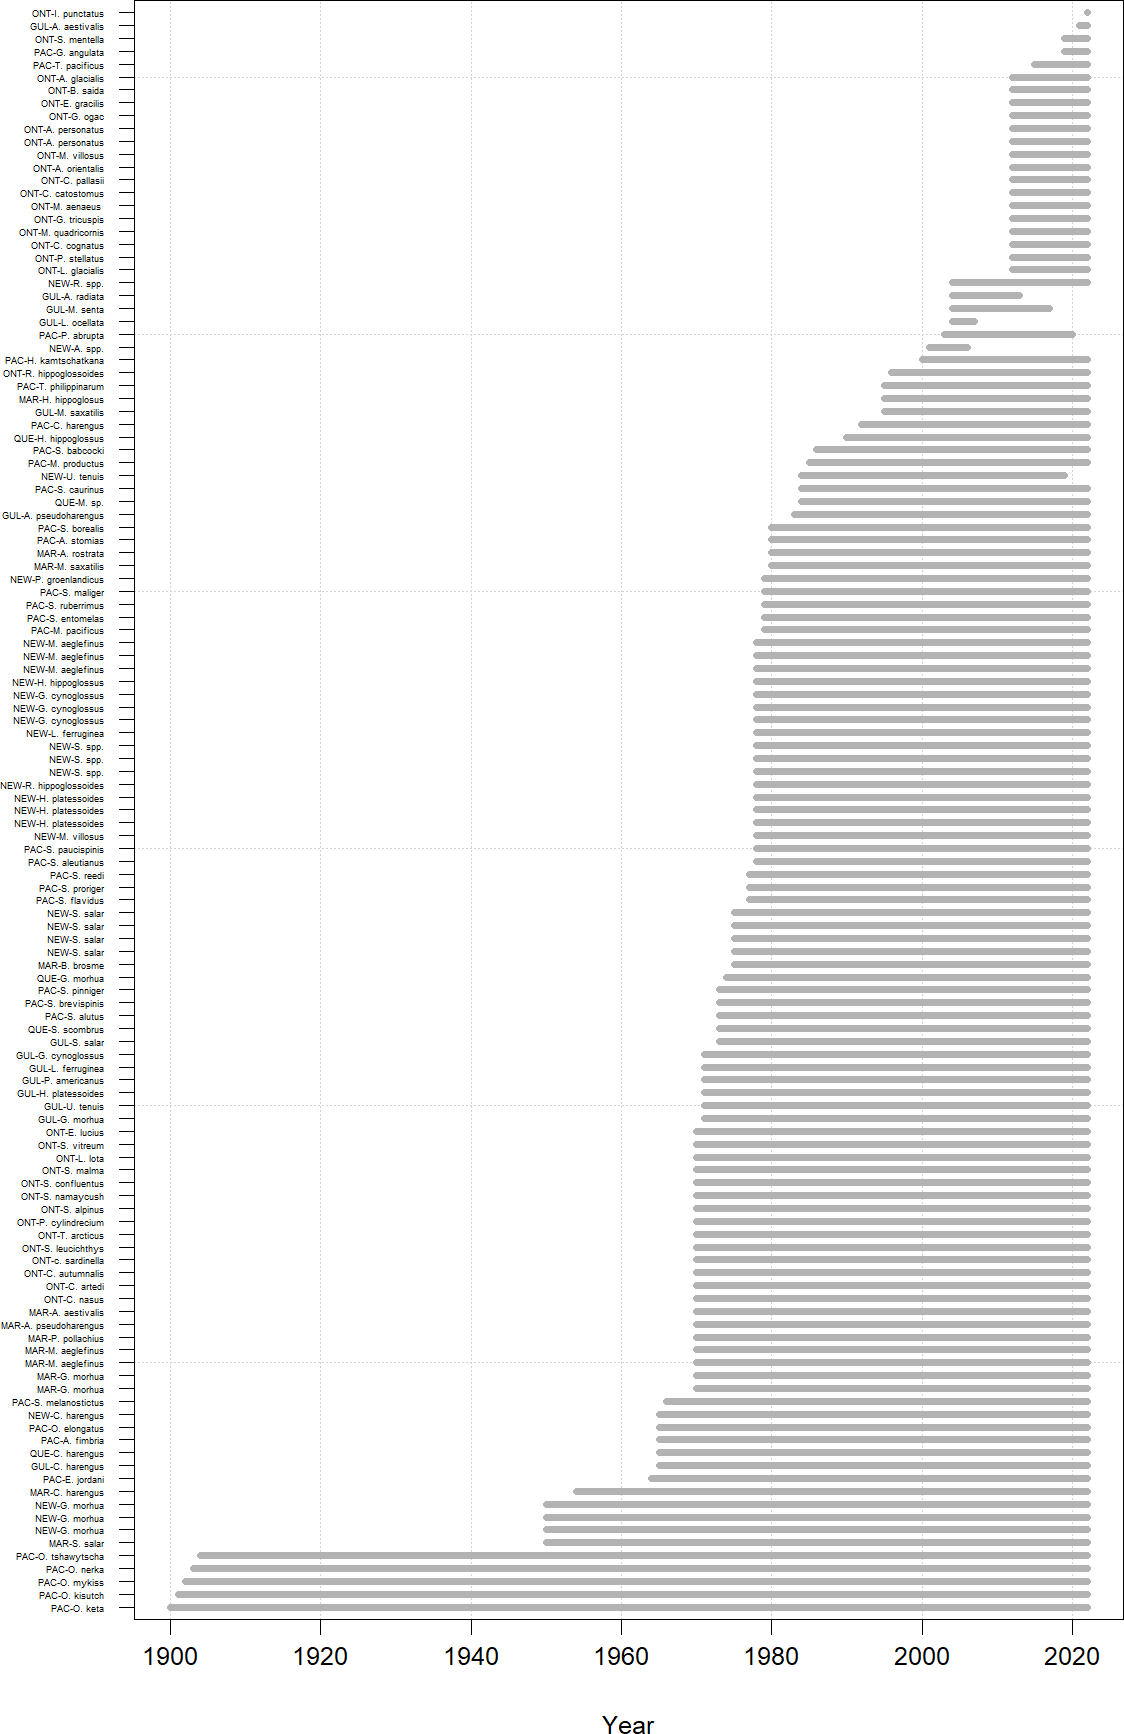 ONT-I. punctatus
GUL-A. aestivalis
ONT-S. mentella
PAC-G. angulata
PAC-T. pacificus
ONT-A. glacialis
ONT-B. saida
ONT-E. gracilis
ONT-G. ogac
ONT-A. personatus
ONT-A. personatus
ONT-M. villosus
ONT-A. orientalis
ONT-C. pallasii
ONT-C. catostomus
ONT-M. aenaeus
ONT-G. tricuspis
ONT-M. quadricornis
ONT-C. cognatus
ONT-P. stellatus
ONT-L. glacialis
NEW-R. spp.
GUL-A. radiata
GUL-M. senta
GUL-L. ocellata
PAC-P. abrupta
NEW-A. spp.
PAC-H. kamtschatkana
ONT-R. hippoglossoides
PAC-T. philippinarum
MAR-H. hippoglosus
GUL-M. saxatilis
PAC-C. harengus
QUE-H. hippoglossus
PAC-S. babcocki
PAC-M. productus
NEW-U. tenuis
PAC-S. caurinus
QUE-M. sp.
GUL-A. pseudoharengus
PAC-S. borealis
PAC-A. stomias
MAR-A. rostrata
MAR-M. saxatilis
NEW-P. groenlandicus
PAC-S. maliger
PAC-S. ruberrimus
PAC-S. entomelas
PAC-M. pacificus
NEW-M. aeglefinus
NEW-M. aeglefinus
NEW-M. aeglefinus
NEW-H. hippoglossus
NEW-G. cynoglossus
NEW-G. cynoglossus
NEW-G. cynoglossus
NEW-L. ferruginea
NEW-S. spp.
NEW-S. spp.
NEW-S. spp.
NEW-R. hippoglossoides
NEW-H. platessoides
NEW-H. platessoides
NEW-H. platessoides
NEW-M. villosus
PAC-S. paucispinis
PAC-S. aleutianus
PAC-S. reedi
PAC-S. proriger
PAC-S. flavidus
NEW-S. salar
NEW-S. salar
NEW-S. salar
NEW-S. salar
MAR-B. brosme
QUE-G. morhua
PAC-S. pinniger
PAC-S. brevispinis
PAC-S. alutus
QUE-S. scombrus
GUL-S. salar
GUL-G. cynoglossus
GUL-L. ferruginea
GUL-P. americanus
GUL-H. platessoides
GUL-U. tenuis
GUL-G. morhua
ONT-E. lucius
ONT-S. vitreum
ONT-L. lota
ONT-S. malma
ONT-S. confluentus
ONT-S. namaycush
ONT-S. alpinus
ONT-P. cylindrecium
ONT-T. arcticus
ONT-S. leucichthys
ONT-c. sardinella
ONT-C. autumnalis
ONT-C. artedi
ONT-C. nasus
MAR-A. aestivalis
MAR-A. pseudoharengus
MAR-P. pollachius
MAR-M. aeglefinus
MAR-M. aeglefinus
MAR-G. morhua
MAR-G. morhua
PAC-S. melanostictus
NEW-C. harengus
PAC-O. elongatus
PAC-A. fimbria
QUE-C. harengus
GUL-C. harengus
PAC-E. jordani
MAR-C. harengus
NEW-G. morhua
NEW-G. morhua
NEW-G. morhua
MAR-S. salar
PAC-O. tshawytscha
PAC-O. nerka
PAC-O. mykiss
PAC-O. kisutch
PAC-O. keta
1900 1920 1940 1960 1980 2000 2020
Year